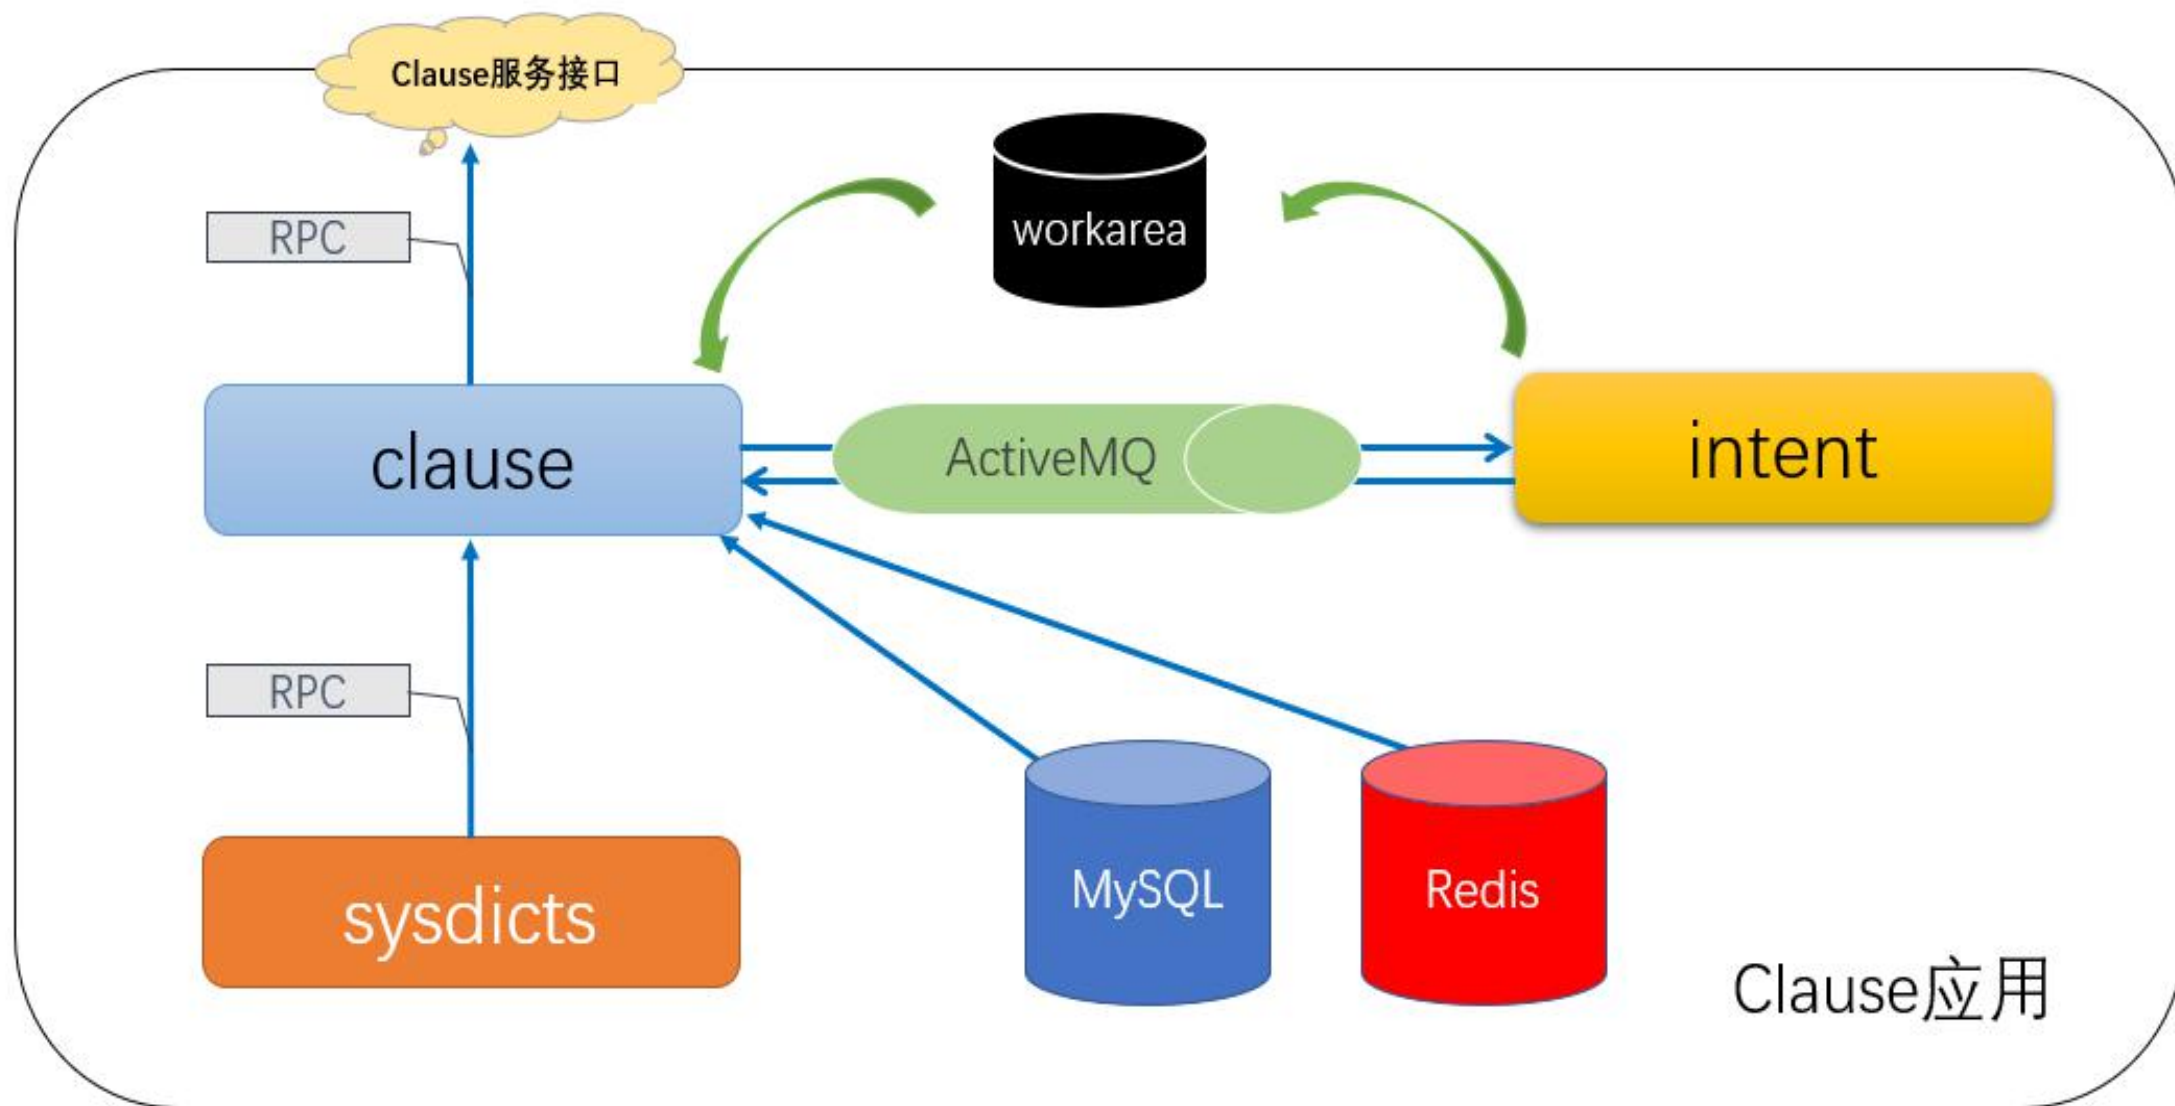 Clause服务接口
RPC
workarea
clause
ActiveMQ
intent
RPC
sysdicts
MySQL
Redis
Clause应用